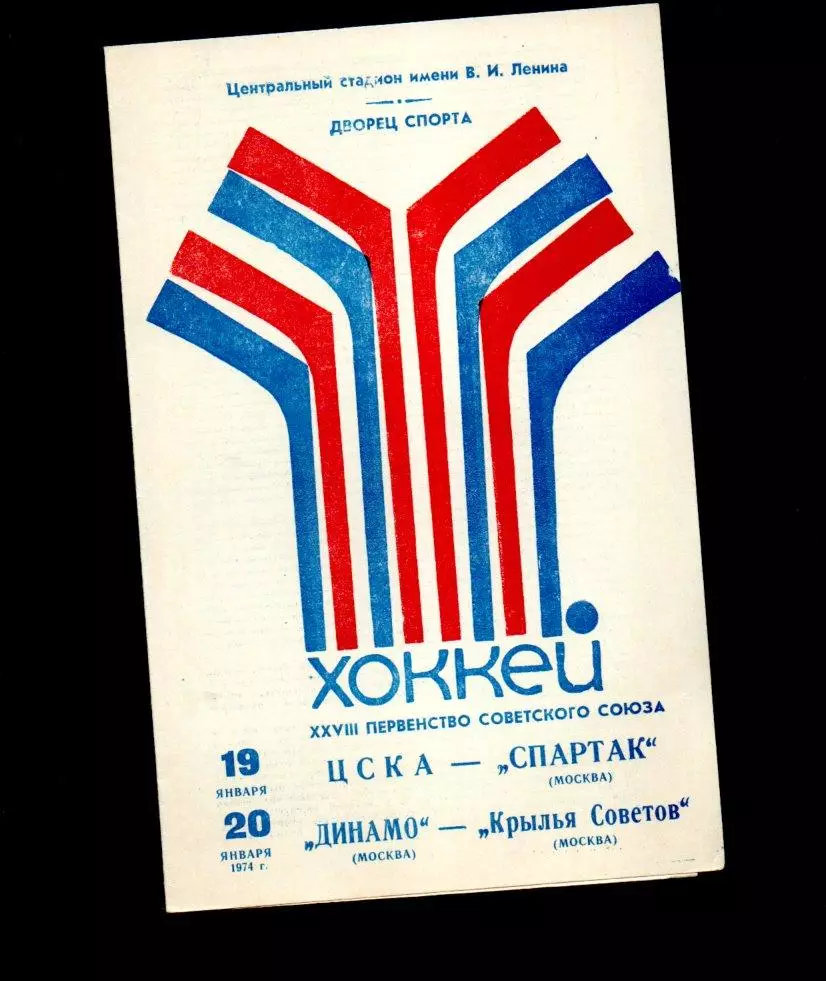 Центральный стадион имени В. И. Ленина
ДВОРЕЦ СПОРТА
хоккей
XXVIII ПЕРВЕНСТВО СОВЕТСКОГО СОЮЗА
19 ЯНВАРЯ ЦСКА — „СПАРТАК“
(МОСКВА)
20 ЯНВАРЯ 1974 г. „ДИНАМО“ — „Крылья Советов“
(МОСКВА) (МОСКВА)